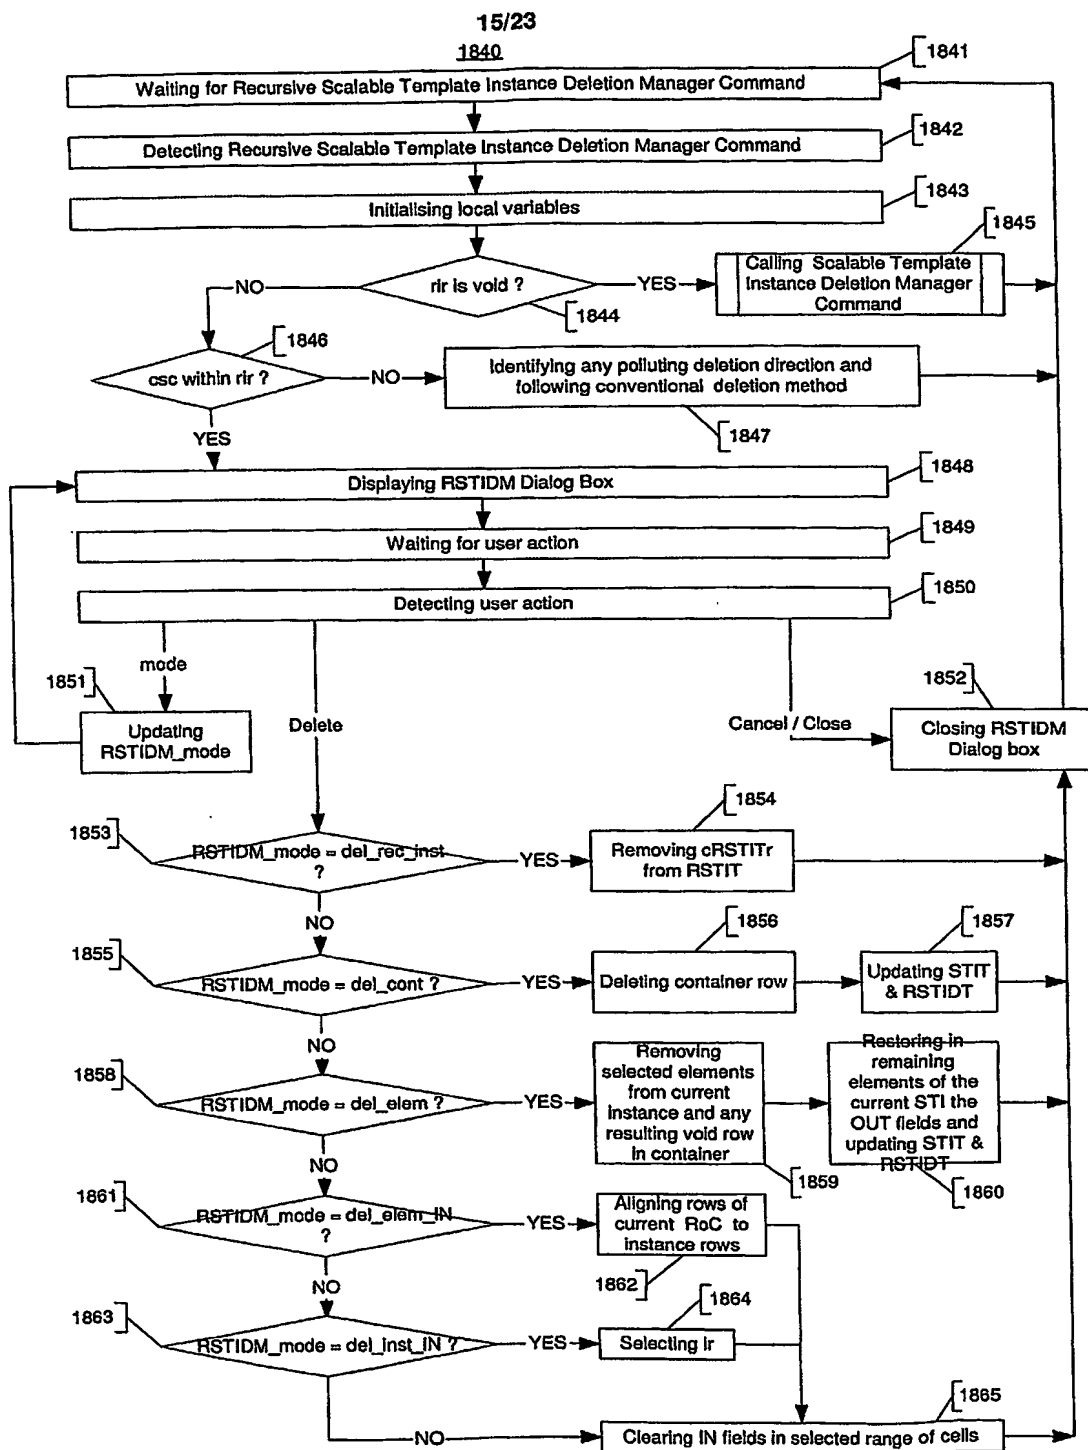 15/23
1840
1841
Waiting for Recursive Scalable Template Instance Deletion Manager Command
1842
Detecting Recursive Scalable Template Instance Deletion Manager Command
1843
Initialising local variables
1845
rir is void ?
NO
YES
Calling Scalable Template
Instance Deletion Manager
Command
1844
1846
csc within rir ?
NO
Identifying any polluting deletion direction and
following conventional deletion method
1847
YES
1848
Displaying RSTIDM Dialog Box
1849
Waiting for user action
1850
Detecting user action
mode
1851
Updating
RSTIDM_mode
Delete
Cancel / Close
1852
Closing RSTIDM
Dialog box
1853
RSTIDM_mode = del_rec_inst
?
YES
1854
Removing cRSTITr
from RSTIT
NO
1855
RSTIDM_mode = del_cont ?
YES
1856
Deleting container row
1857
Updating STIT
& RSTIDT
NO
1858
RSTIDM_mode = del_elem ?
YES
Removing
selected elements
from current
instance and any
resulting void row
in container
1859
Restoring in
remaining
elements of the
current STI the
OUT fields and
updating STIT &
RSTIDT
1860
NO
1861
RSTIDM_mode = del_elem_IN
?
YES
Aligning rows of
current RoC to
instance rows
1862
NO
1863
RSTIDM_mode = del_inst_IN ?
YES
1864
Selecting ir
NO
1865
Clearing IN fields in selected range of cells